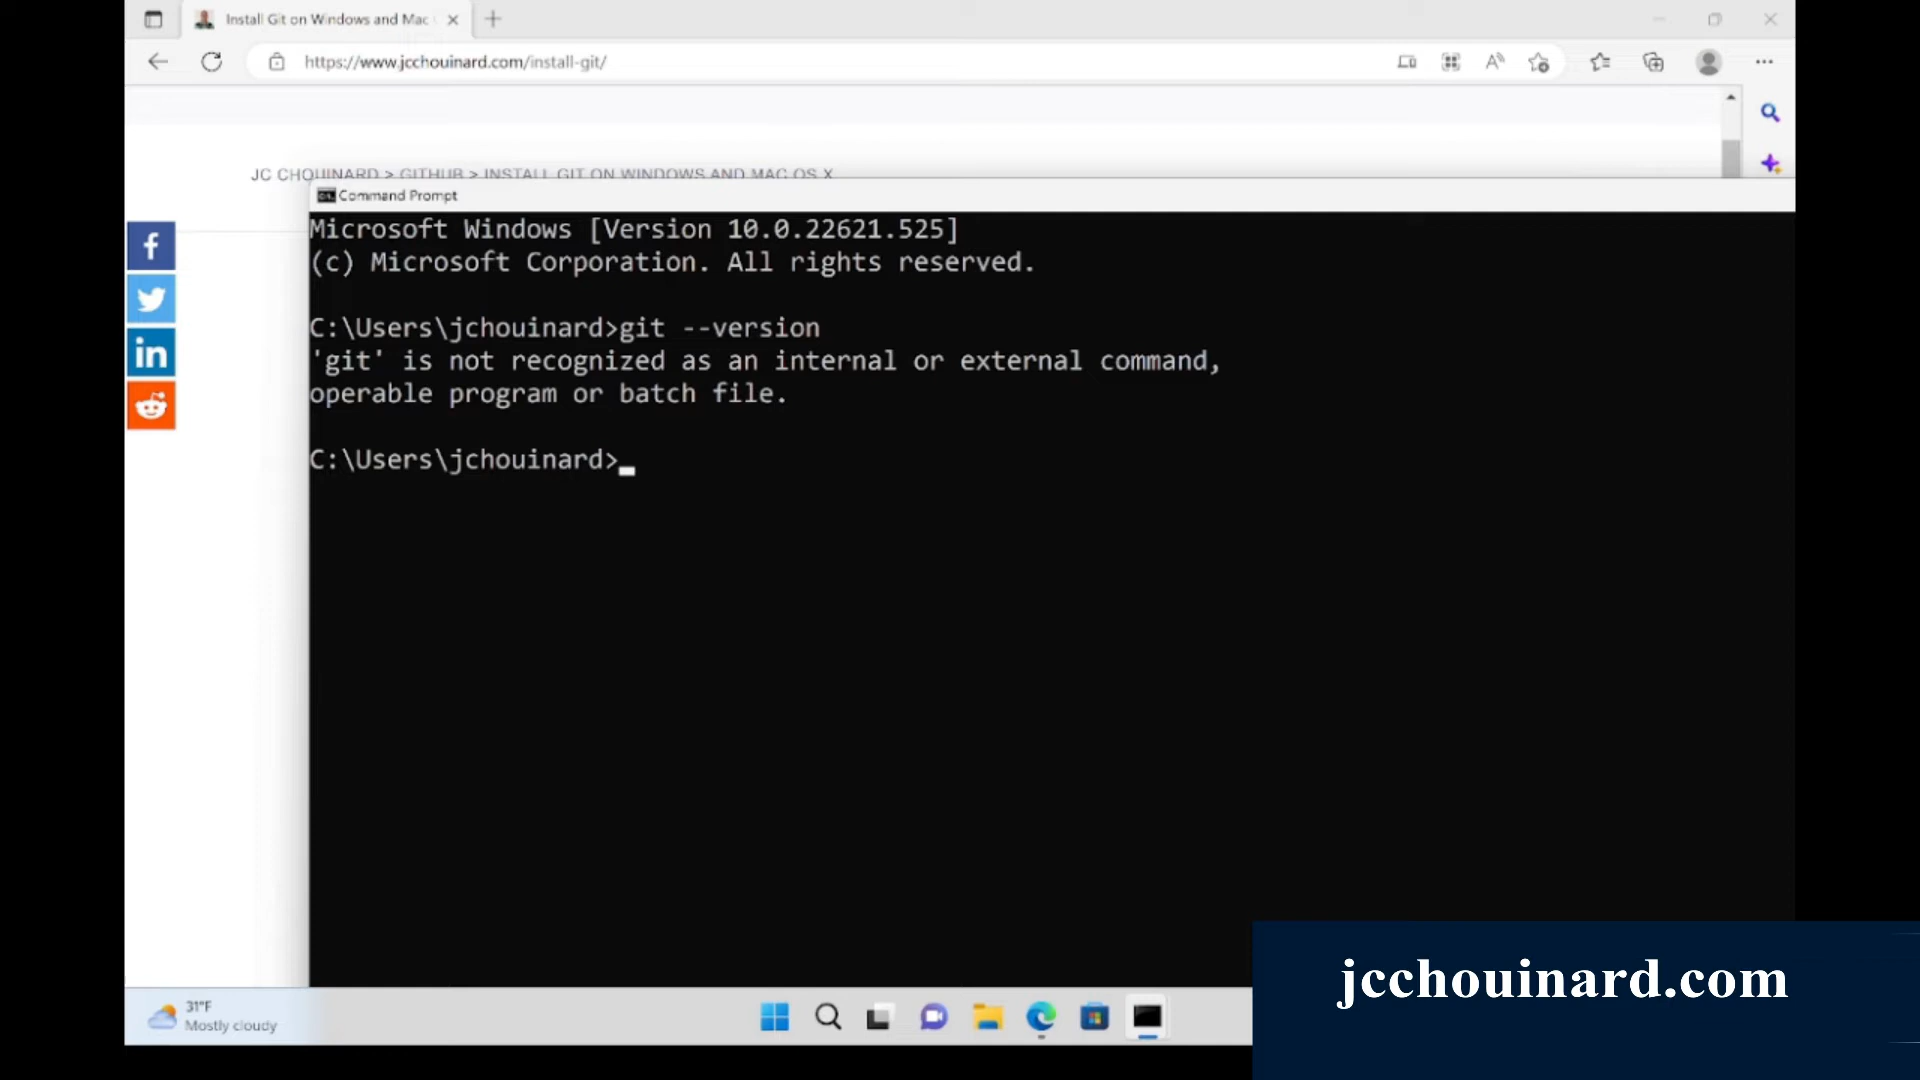 Install Git on Windows and Mac
https://www.jcchouinard.com/install-git/
JC CHOUINARD > GITHUB > INSTALL GIT ON WINDOWS AND MAC OS X
Command Prompt
Microsoft Windows [Version 10.0.22621.525]
(c) Microsoft Corporation. All rights reserved.
C:\Users\jchouinard>git --version
'git' is not recognized as an internal or external command,
operable program or batch file.
C:\Users\jchouinard>
jcchouinard.com
31°F
Mostly cloudy